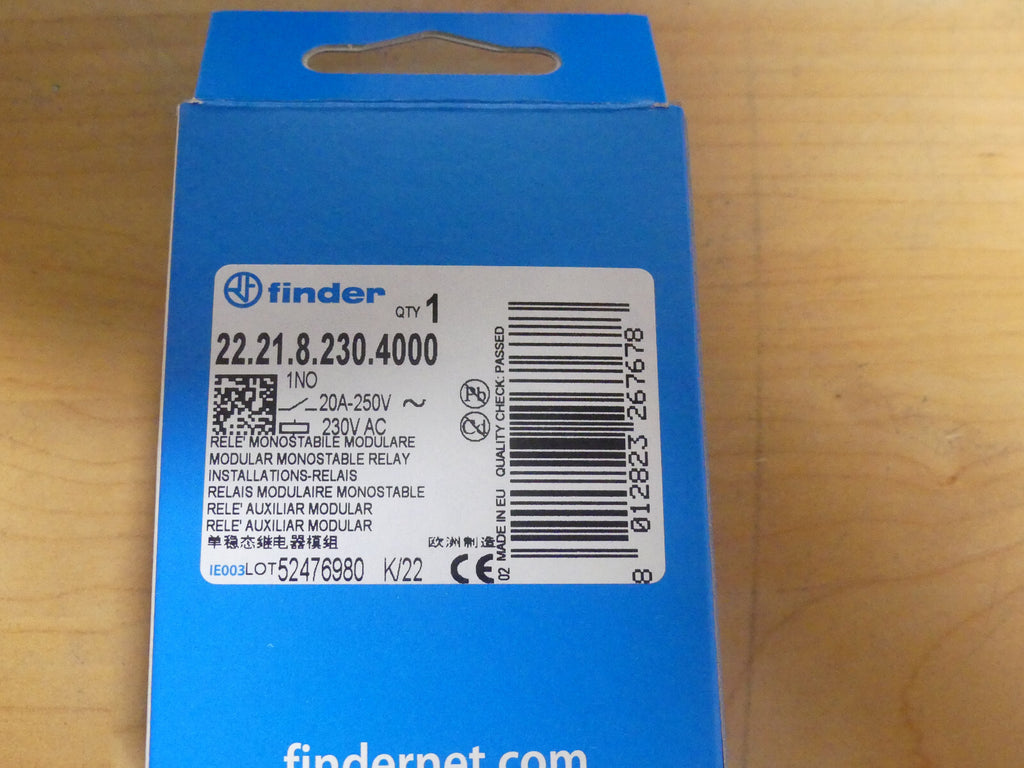 finder
QTY 1
22.21.8.230.4000
1NO
20A-250V ~
230V AC
RELE' MONOSTABILE MODULARE
MODULAR MONOSTABLE RELAY
INSTALLATIONS-RELAIS
RELAIS MODULAIRE MONOSTABLE
RELE' AUXILIAR MODULAR
RELE' AUXILIAR MODULAR
单稳态继电器模组 欧洲制造
IE003 LOT 52476980 K/22 CE
02 MADE IN EU QUALITY CHECK: PASSED
8 012823 267678
findernet.com